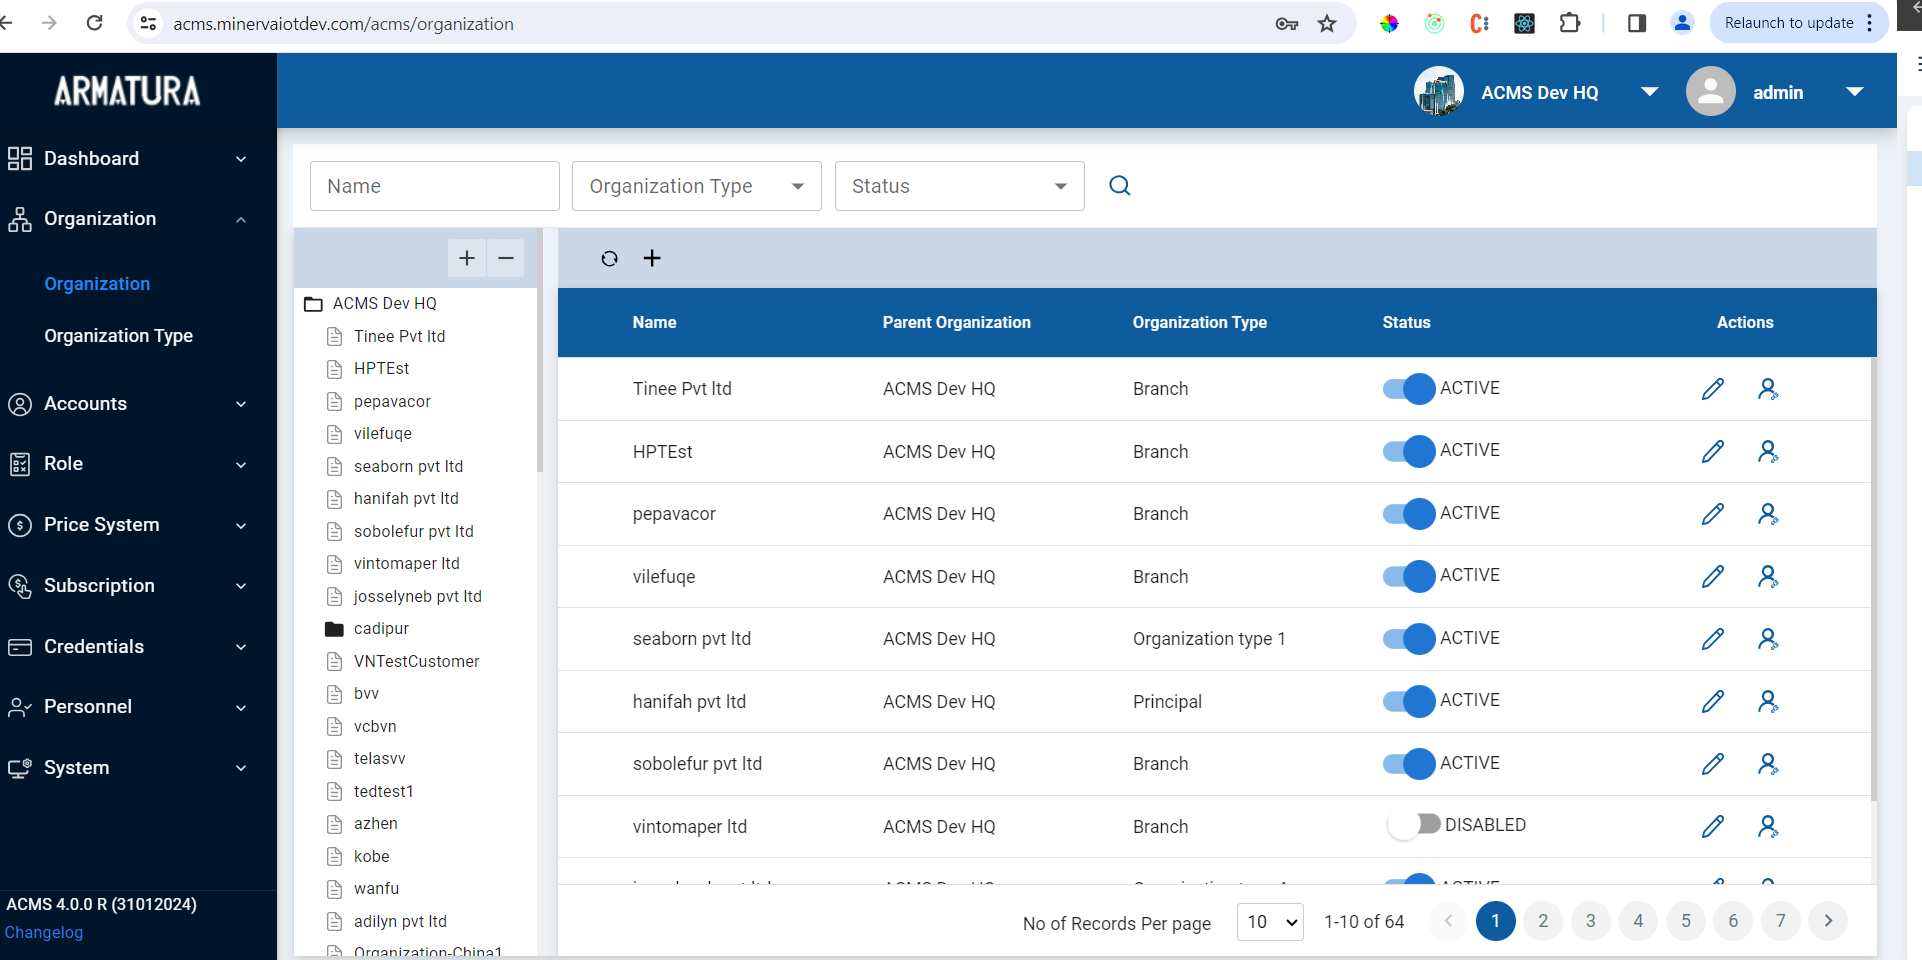 acms.minervaiotdev.com/acms/organization
Relaunch to update
ARMATURA
ACMS Dev HQ
admin
Dashboard
Organization
Organization
Organization Type
Accounts
Role
Price System
Subscription
Credentials
Personnel
System
ACMS 4.0.0 R (31012024)
Changelog
Name
Organization Type
Status
ACMS Dev HQ
Tinee Pvt ltd
HPTEst
pepavacor
vilefuqe
seaborn pvt ltd
hanifah pvt ltd
sobolefur pvt ltd
vintomaper ltd
josselyneb pvt ltd
cadipur
VNTestCustomer
bvv
vcbvn
telasvv
tedtest1
azhen
kobe
wanfu
adilyn pvt ltd
Organization-China1
Name Parent Organization Organization Type Status Actions
Tinee Pvt ltd ACMS Dev HQ Branch ACTIVE
HPTEst ACMS Dev HQ Branch ACTIVE
pepavacor ACMS Dev HQ Branch ACTIVE
vilefuqe ACMS Dev HQ Branch ACTIVE
seaborn pvt ltd ACMS Dev HQ Organization type 1 ACTIVE
hanifah pvt ltd ACMS Dev HQ Principal ACTIVE
sobolefur pvt ltd ACMS Dev HQ Branch ACTIVE
vintomaper ltd ACMS Dev HQ Branch DISABLED
ACMS Dev HQ ACTIVE
No of Records Per page 10 1-10 of 64 1 2 3 4 5 6 7